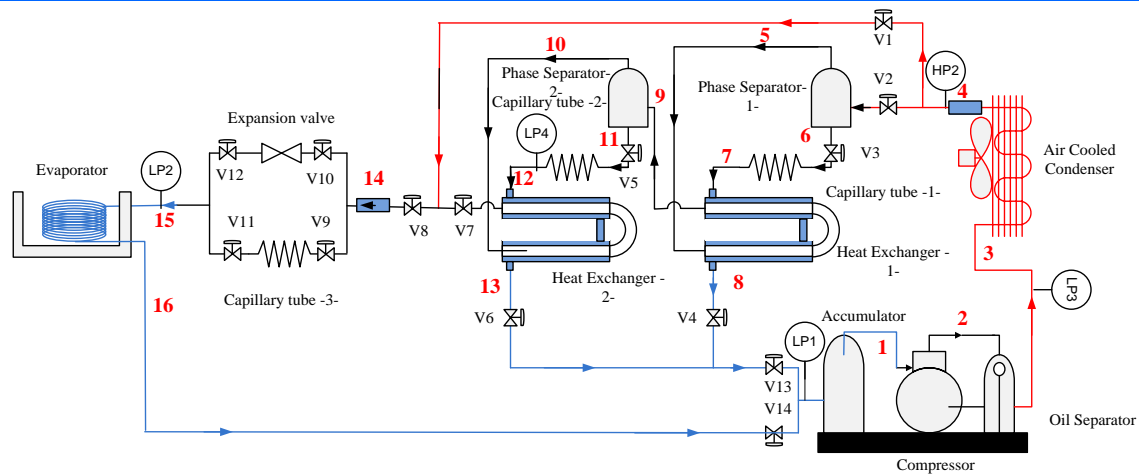 10
5
V1
Phase Separator-
2-
Phase Separator-
1-
V2
HP2
4
Capillary tube -2-
9
LP4
11
6
Expansion valve
7
V3
Air Cooled
Condenser
Evaporator
LP2
V12
V10
14
12
V5
Capillary tube -1-
15
V11
V9
V8
V7
Heat Exchanger -
1-
3
Heat Exchanger -
2-
13
8
16
Capillary tube -3-
LP3
V6
V4
Accumulator
LP1
1
2
V13
V14
Oil Separator
Compressor